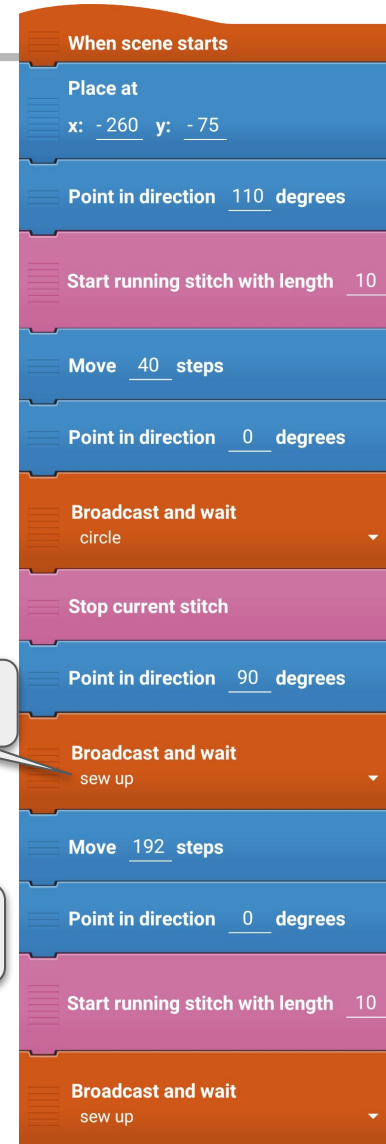 When scene starts
Place at
x: -260 y: -75
Point in direction 110 degrees
Start running stitch with length 10
Move 40 steps
Point in direction 0 degrees
Broadcast and wait
circle
Stop current stitch
Point in direction 90 degrees
Broadcast and wait
sew up
Move 192 steps
Point in direction 0 degrees
Start running stitch with length 10
Broadcast and wait
sew up